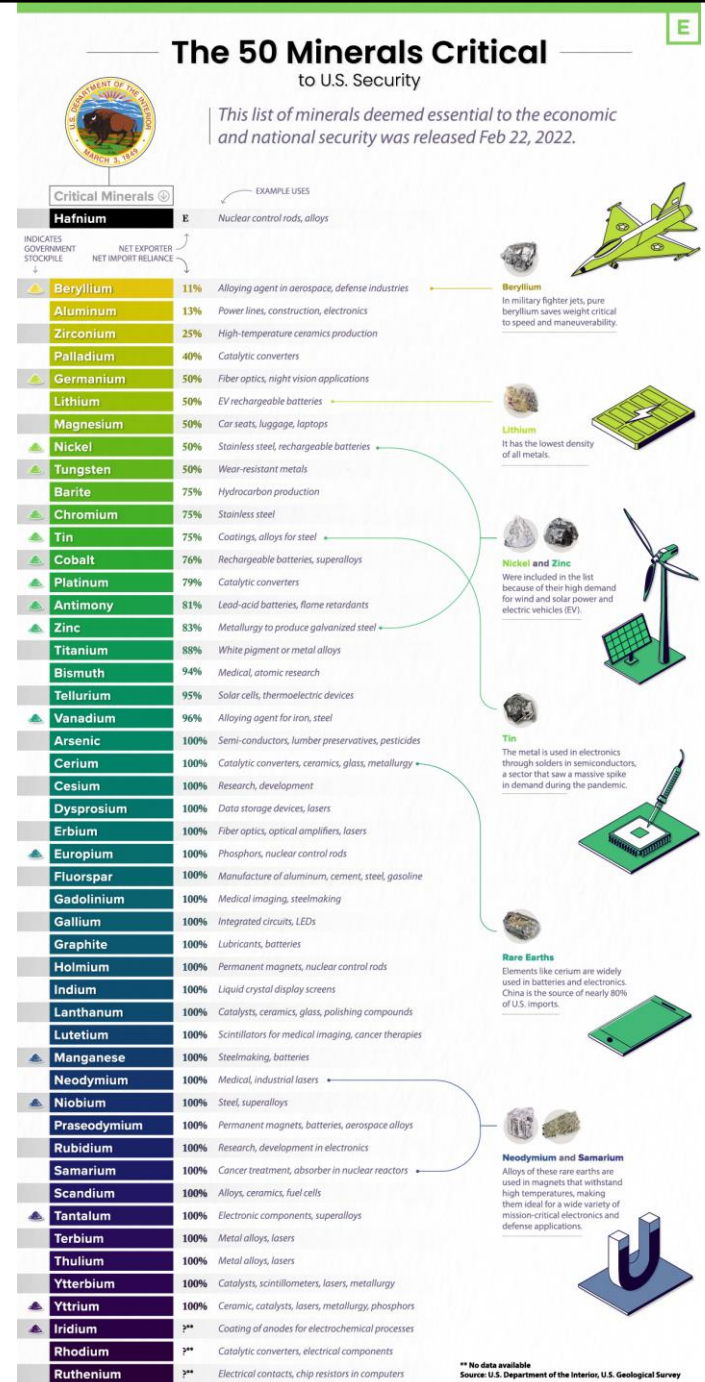 E
The 50 Minerals Critical
to U.S. Security
U.S. DEPARTMENT OF THE INTERIOR
MARCH 3, 1849
This list of minerals deemed essential to the economic
and national security was released Feb 22, 2022.
Critical Minerals
EXAMPLE USES
Hafnium E Nuclear control rods, alloys
INDICATES
GOVERNMENT
STOCKPILE
NET EXPORTER
NET IMPORT RELIANCE
Beryllium 11% Alloying agent in aerospace, defense industries
Aluminum 13% Power lines, construction, electronics
Zirconium 25% High-temperature ceramics production
Palladium 40% Catalytic converters
Germanium 50% Fiber optics, night vision applications
Lithium 50% EV rechargeable batteries
Magnesium 50% Car seats, luggage, laptops
Nickel 50% Stainless steel, rechargeable batteries
Tungsten 50% Wear-resistant metals
Barite 75% Hydrocarbon production
Chromium 75% Stainless steel
Tin 75% Coatings, alloys for steel
Cobalt 76% Rechargeable batteries, superalloys
Platinum 79% Catalytic converters
Antimony 81% Lead-acid batteries, flame retardants
Zinc 83% Metallurgy to produce galvanized steel
Titanium 88% White pigment or metal alloys
Bismuth 94% Medical, atomic research
Tellurium 95% Solar cells, thermoelectric devices
Vanadium 96% Alloying agent for iron, steel
Arsenic 100% Semi-conductors, lumber preservatives, pesticides
Cerium 100% Catalytic converters, ceramics, glass, metallurgy
Cesium 100% Research, development
Dysprosium 100% Data storage devices, lasers
Erbium 100% Fiber optics, optical amplifiers, lasers
Europium 100% Phosphors, nuclear control rods
Fluorspar 100% Manufacture of aluminum, cement, steel, gasoline
Gadolinium 100% Medical imaging, steelmaking
Gallium 100% Integrated circuits, LEDs
Graphite 100% Lubricants, batteries
Holmium 100% Permanent magnets, nuclear control rods
Indium 100% Liquid crystal display screens
Lanthanum 100% Catalysts, ceramics, glass, polishing compounds
Lutetium 100% Scintillators for medical imaging, cancer therapies
Manganese 100% Steelmaking, batteries
Neodymium 100% Medical, industrial lasers
Niobium 100% Steel, superalloys
Praseodymium 100% Permanent magnets, batteries, aerospace alloys
Rubidium 100% Research, development in electronics
Samarium 100% Cancer treatment, absorber in nuclear reactors
Scandium 100% Alloys, ceramics, fuel cells
Tantalum 100% Electronic components, superalloys
Terbium 100% Metal alloys, lasers
Thulium 100% Metal alloys, lasers
Ytterbium 100% Catalysts, scintillometers, lasers, metallurgy
Yttrium 100% Ceramic, catalysts, lasers, metallurgy, phosphors
Iridium ?** Coating of anodes for electrochemical processes
Rhodium ?** Catalytic converters, electrical components
Ruthenium ?** Electrical contacts, chip resistors in computers
Beryllium
In military fighter jets, pure
beryllium saves weight critical
to speed and maneuverability.
Lithium
It has the lowest density
of all metals.
Nickel and Zinc
Were included in the list
because of their high demand
for wind and solar power and
electric vehicles (EV).
Tin
The metal is used in electronics
through solders in semiconductors,
a sector that saw a massive spike
in demand during the pandemic.
Rare Earths
Elements like cerium are widely
used in batteries and electronics.
China is the source of nearly 80%
of U.S. imports.
Neodymium and Samarium
Alloys of these rare earths are
used in magnets that withstand
high temperatures, making
them ideal for a wide variety of
mission-critical electronics and
defense applications.
** No data available
Source: U.S. Department of the Interior, U.S. Geological Survey